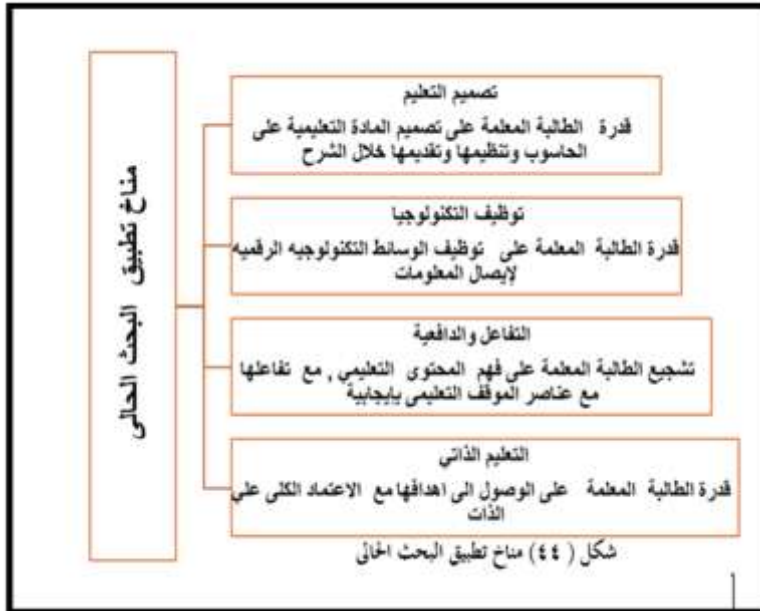 مناخ تطبيق البحث الحالى
تصميم التعليم
قدرة الطالبة المعلمة على تصميم المادة التعليمية على
الحاسوب وتنظيمها وتقديمها خلال الشرح
توظيف التكنولوجيا
قدرة الطالبة المعلمة على توظيف الوسائط التكنولوجيه الرقميه
لإيصال المعلومات
التفاعل والدافعية
تشجيع الطالبة المعلمة على فهم المحتوى التعليمي , مع تفاعلها
مع عناصر الموقف التعليمى بإيجابية
التعليم الذاتي
قدرة الطالبة المعلمة على الوصول الى اهدافها مع الاعتماد الكلى علي
الذات
شكل ( ٤٤ ) مناخ تطبيق البحث الحالى